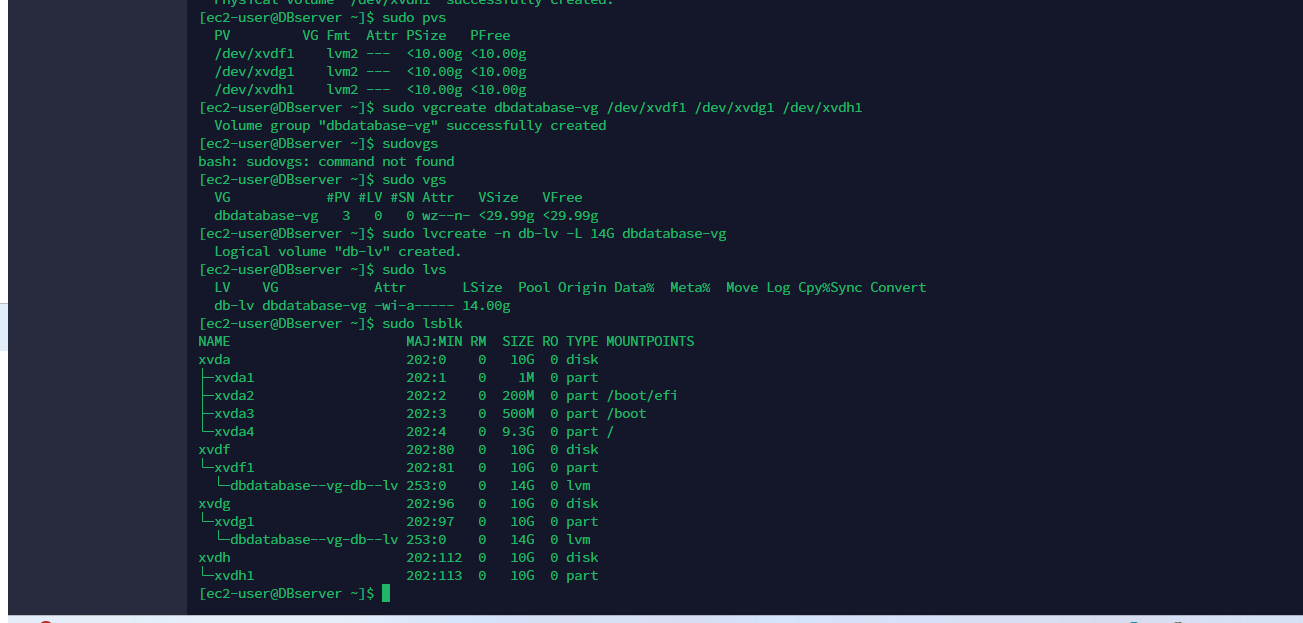 Physical volume "/dev/xvdh1" successfully created.
[ec2-user@DBserver ~]$ sudo pvs
  PV         VG Fmt  Attr PSize   PFree
  /dev/xvdf1    lvm2 ---  <10.00g <10.00g
  /dev/xvdg1    lvm2 ---  <10.00g <10.00g
  /dev/xvdh1    lvm2 ---  <10.00g <10.00g
[ec2-user@DBserver ~]$ sudo vgcreate dbdatabase-vg /dev/xvdf1 /dev/xvdg1 /dev/xvdh1
  Volume group "dbdatabase-vg" successfully created
[ec2-user@DBserver ~]$ sudovgs
bash: sudovgs: command not found
[ec2-user@DBserver ~]$ sudo vgs
  VG            #PV #LV #SN Attr   VSize   VFree
  dbdatabase-vg   3   0   0 wz--n- <29.99g <29.99g
[ec2-user@DBserver ~]$ sudo lvcreate -n db-lv -L 14G dbdatabase-vg
  Logical volume "db-lv" created.
[ec2-user@DBserver ~]$ sudo lvs
  LV    VG            Attr       LSize  Pool Origin Data%  Meta%  Move Log Cpy%Sync Convert
  db-lv dbdatabase-vg -wi-a----- 14.00g
[ec2-user@DBserver ~]$ sudo lsblk
NAME                      MAJ:MIN RM  SIZE RO TYPE MOUNTPOINTS
xvda                      202:0    0   10G  0 disk
├─xvda1                   202:1    0    1M  0 part
├─xvda2                   202:2    0  200M  0 part /boot/efi
├─xvda3                   202:3    0  500M  0 part /boot
└─xvda4                   202:4    0  9.3G  0 part /
xvdf                      202:80   0   10G  0 disk
└─xvdf1                   202:81   0   10G  0 part
  └─dbdatabase--vg-db--lv 253:0    0   14G  0 lvm
xvdg                      202:96   0   10G  0 disk
└─xvdg1                   202:97   0   10G  0 part
  └─dbdatabase--vg-db--lv 253:0    0   14G  0 lvm
xvdh                      202:112  0   10G  0 disk
└─xvdh1                   202:113  0   10G  0 part
[ec2-user@DBserver ~]$